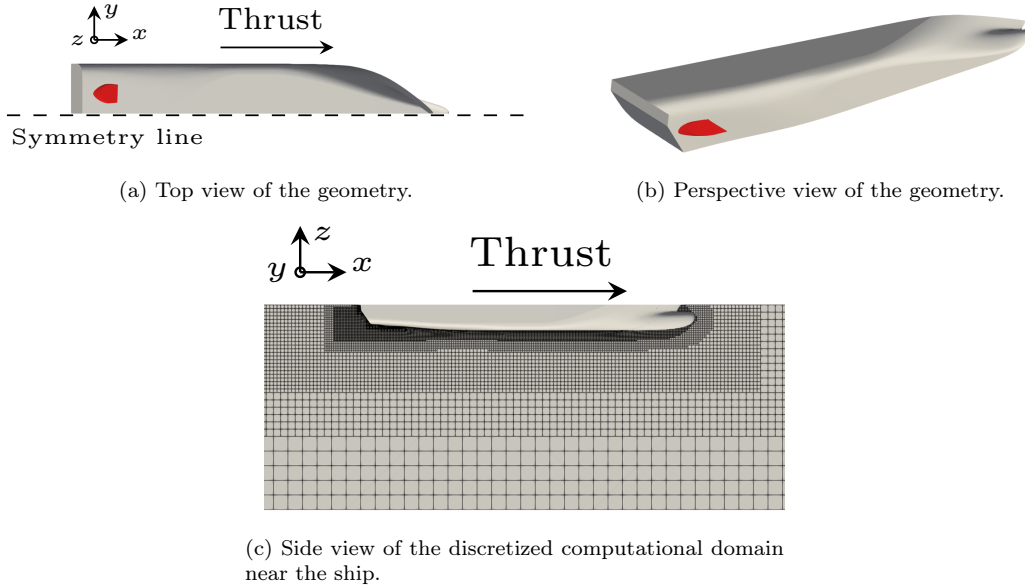 y
z
x
Thrust
Symmetry line
(a) Top view of the geometry.
(b) Perspective view of the geometry.
z
y
x
Thrust
(c) Side view of the discretized computational domain
near the ship.